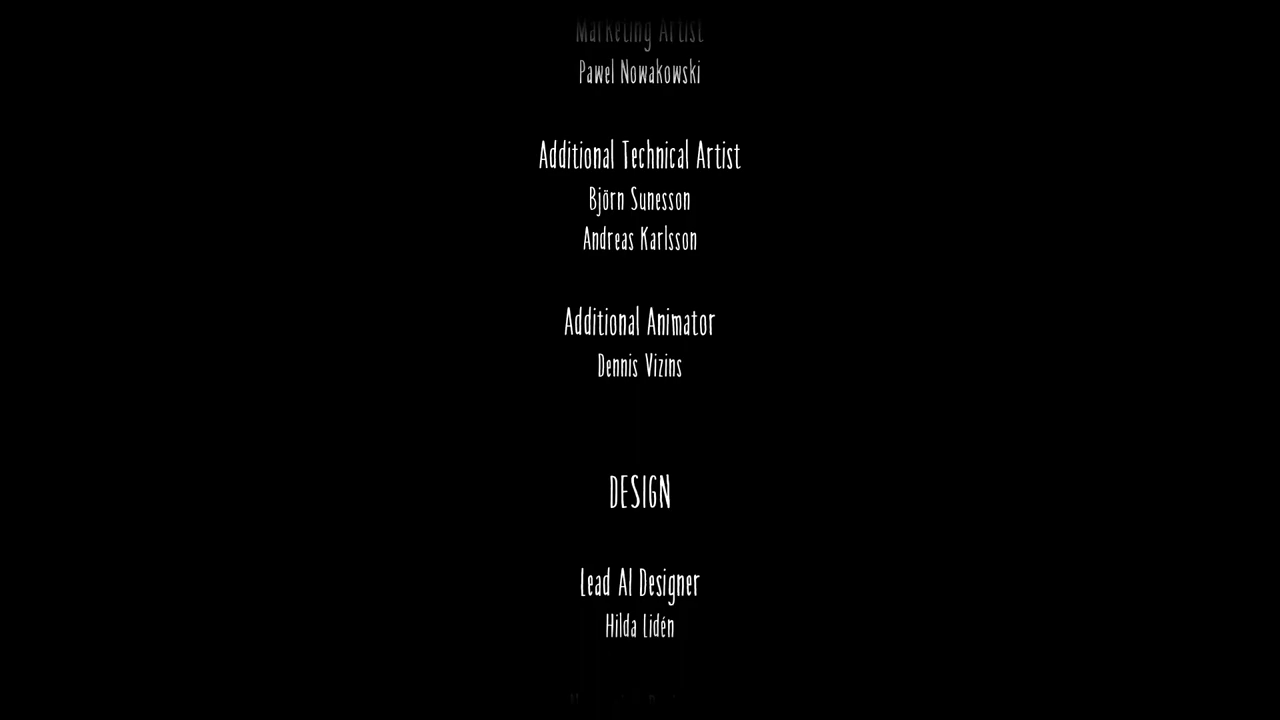 Marketing Artist
Pawel Nowakowski
Additional Technical Artist
Björn Sunesson
Andreas Karlsson
Additional Animator
Dennis Vizins
DESIGN
Lead AI Designer
Hilda Lidén